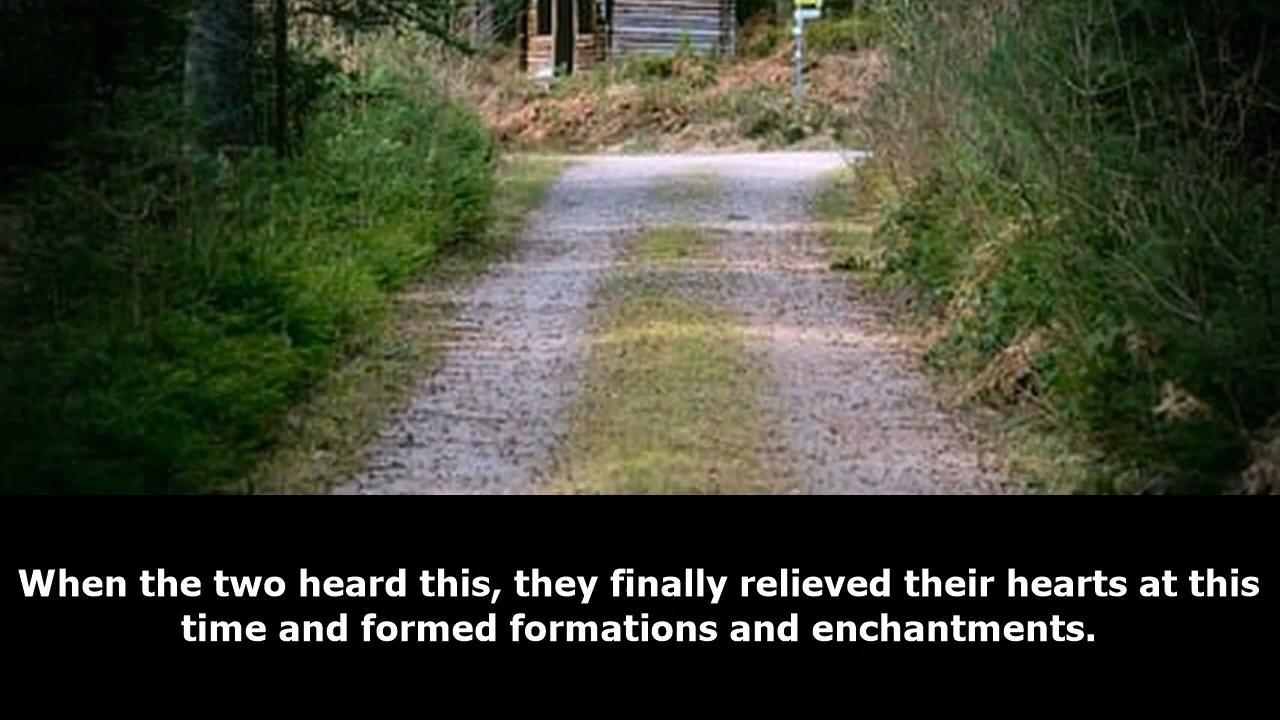 When the two heard this, they finally relieved their hearts at this
time and formed formations and enchantments.